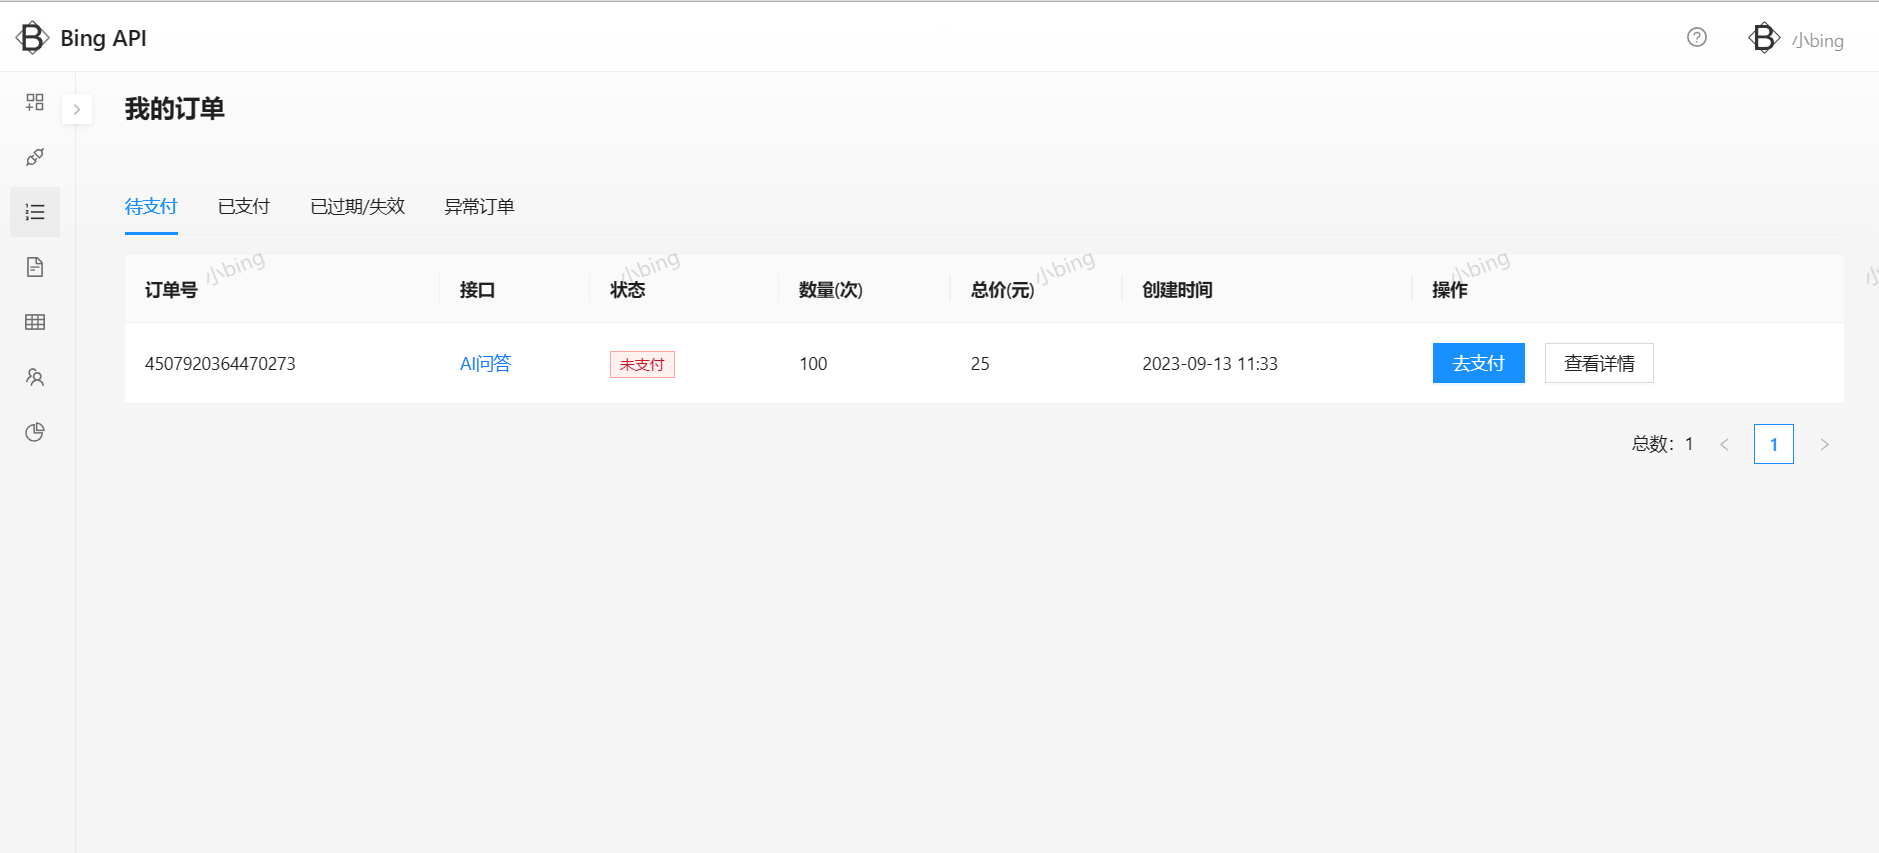 Bing API
小bing
我的订单
待支付 已支付 已过期/失效 异常订单
小bing 小bing 小bing 小bing 小
订单号 接口 状态 数量(次) 总价(元) 创建时间 操作
4507920364470273 AI问答 未支付 100 25 2023-09-13 11:33 去支付 查看详情
总数：1 < 1 >